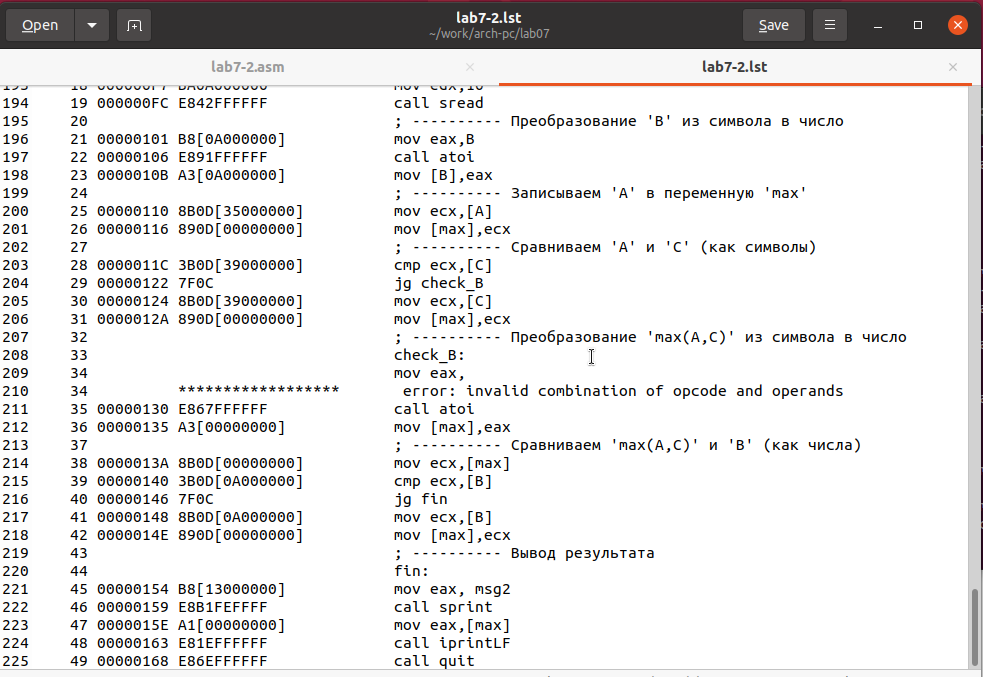 Open
lab7-2.lst
~/work/arch-pc/lab07
Save
lab7-2.asm
lab7-2.lst
193 18 000000F7 BA0A000000 mov edx,10
194 19 000000FC E842FFFFFF call sread
195 20 ; ---------- Преобразование 'B' из символа в число
196 21 00000101 B8[0A000000] mov eax,B
197 22 00000106 E891FFFFFF call atoi
198 23 0000010B A3[0A000000] mov [B],eax
199 24 ; ---------- Записываем 'A' в переменную 'max'
200 25 00000110 8B0D[35000000] mov ecx,[A]
201 26 00000116 890D[00000000] mov [max],ecx
202 27 ; ---------- Сравниваем 'A' и 'С' (как символы)
203 28 0000011C 3B0D[39000000] cmp ecx,[C]
204 29 00000122 7F0C jg check_B
205 30 00000124 8B0D[39000000] mov ecx,[C]
206 31 0000012A 890D[00000000] mov [max],ecx
207 32 ; ---------- Преобразование 'max(A,C)' из символа в число
208 33 check_B:
209 34 mov eax,
210 34 ****************** error: invalid combination of opcode and operands
211 35 00000130 E867FFFFFF call atoi
212 36 00000135 A3[00000000] mov [max],eax
213 37 ; ---------- Сравниваем 'max(A,C)' и 'B' (как числа)
214 38 0000013A 8B0D[00000000] mov ecx,[max]
215 39 00000140 3B0D[0A000000] cmp ecx,[B]
216 40 00000146 7F0C jg fin
217 41 00000148 8B0D[0A000000] mov ecx,[B]
218 42 0000014E 890D[00000000] mov [max],ecx
219 43 ; ---------- Вывод результата
220 44 fin:
221 45 00000154 B8[13000000] mov eax, msg2
222 46 00000159 E8B1FEFFFF call sprint
223 47 0000015E A1[00000000] mov eax,[max]
224 48 00000163 E81EFFFFFF call iprintLF
225 49 00000168 E86EFFFFFF call quit